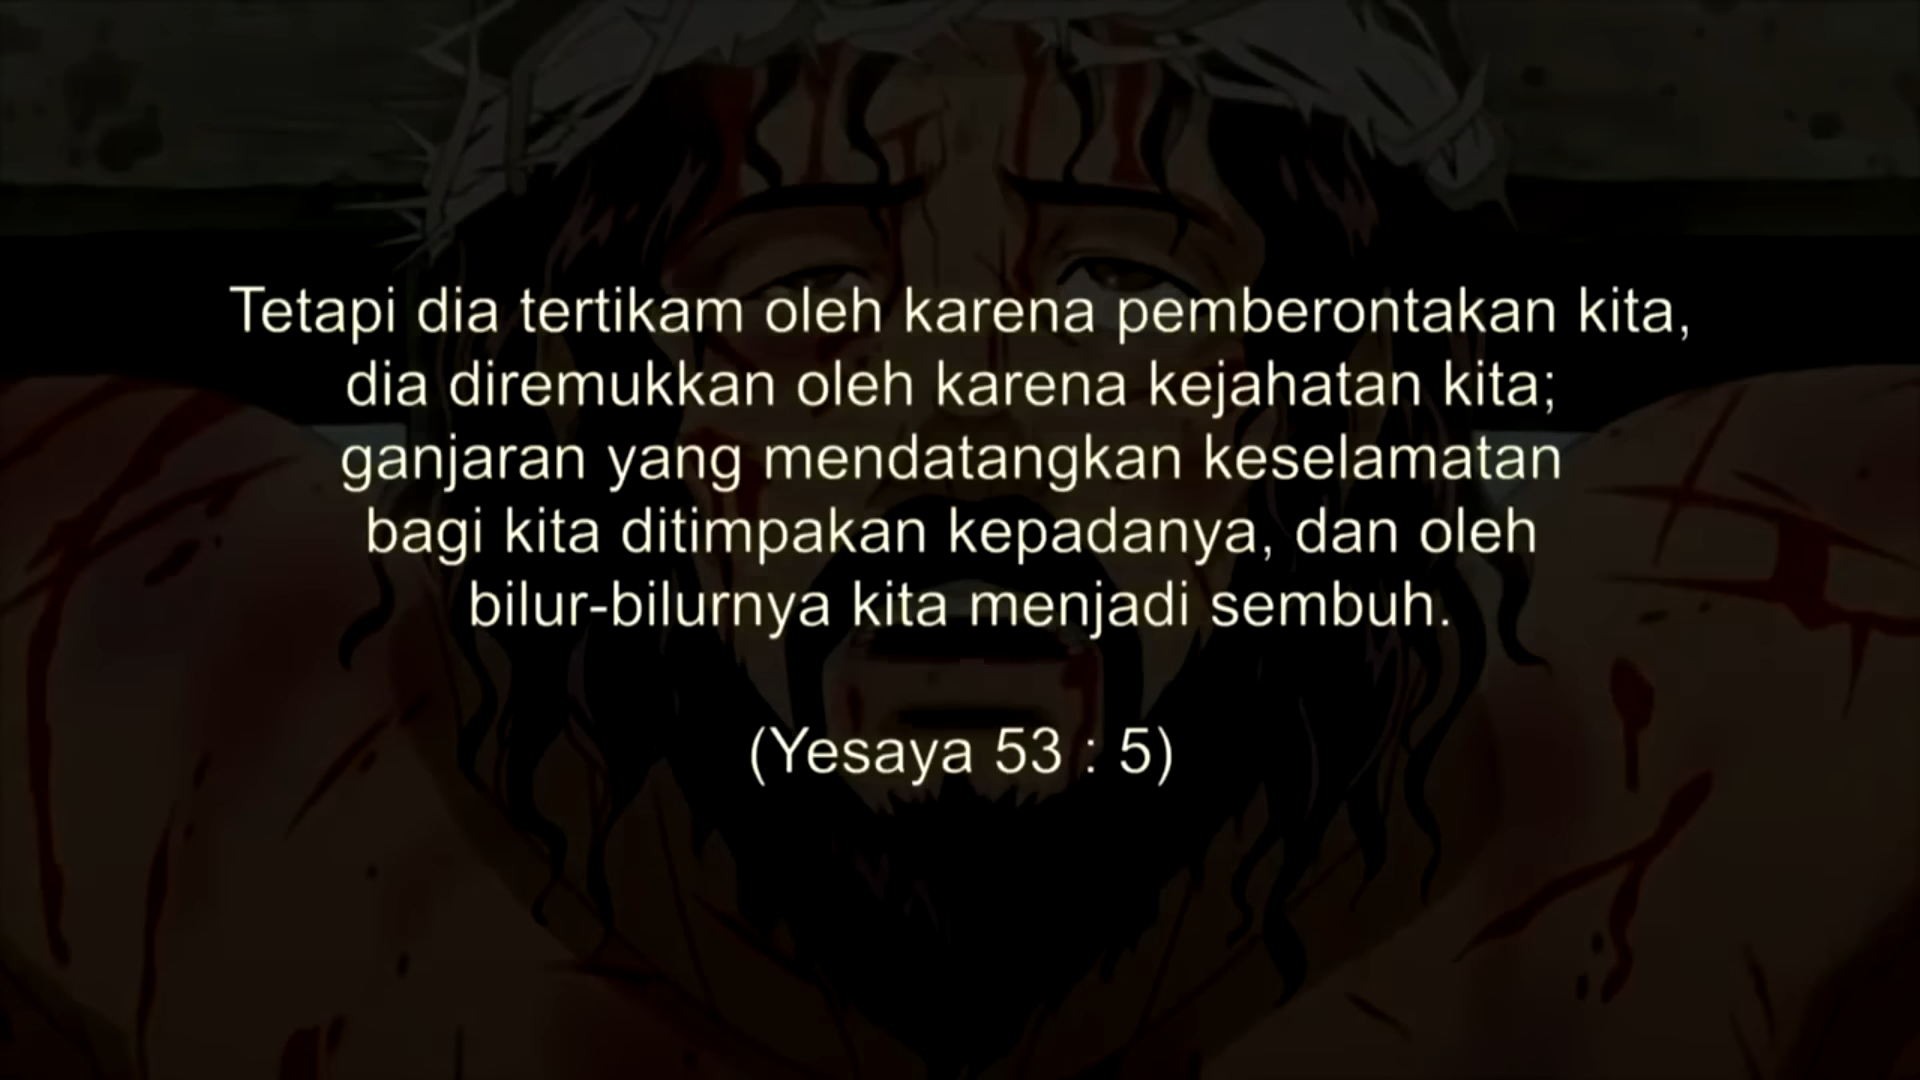 Tetapi dia tertikam oleh karena pemberontakan kita,
dia diremukkan oleh karena kejahatan kita;
ganjaran yang mendatangkan keselamatan
bagi kita ditimpakan kepadanya, dan oleh
bilur-bilurnya kita menjadi sembuh.
(Yesaya 53 : 5)